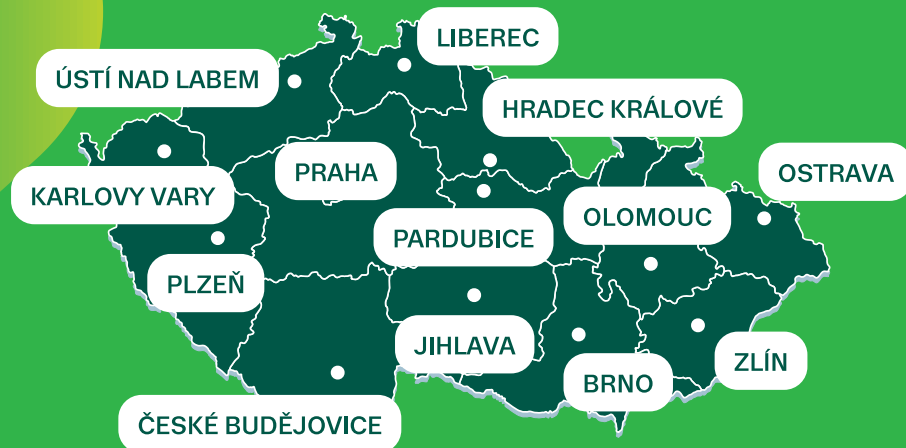 LIBEREC
ÚSTÍ NAD LABEM
HRADEC KRÁLOVÉ
PRAHA
OSTRAVA
KARLOVY VARY
OLOMOUC
PARDUBICE
PLZEŇ
JIHLAVA
ZLÍN
BRNO
ČESKÉ BUDĚJOVICE